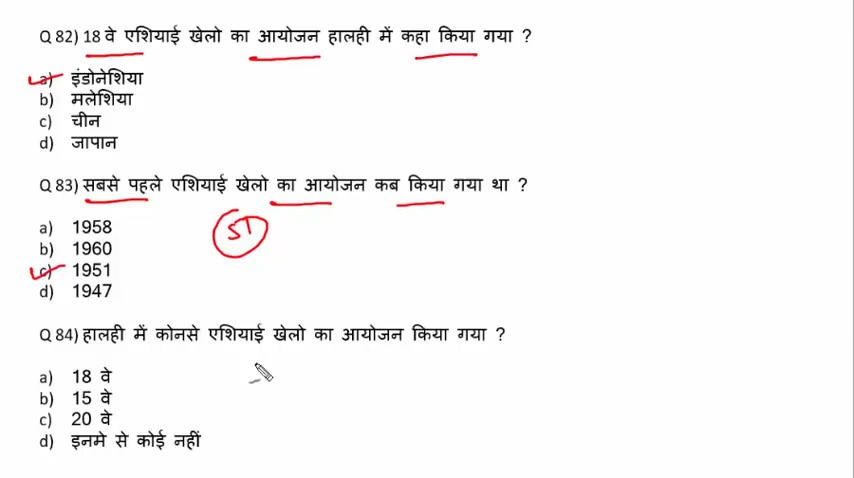 Q 82) 18 वे एशियाई खेलो का आयोजन हालही में कहा किया गया ?
a) इंडोनेशिया
b) मलेशिया
c) चीन
d) जापान
Q 83) सबसे पहले एशियाई खेलो का आयोजन कब किया गया था ?
a) 1958
51
b) 1960
c) 1951
d) 1947
Q 84) हालही में कोनसे एशियाई खेलो का आयोजन किया गया ?
a) 18 वे
b) 15 वे
c) 20 वे
d) इनमे से कोई नहीं